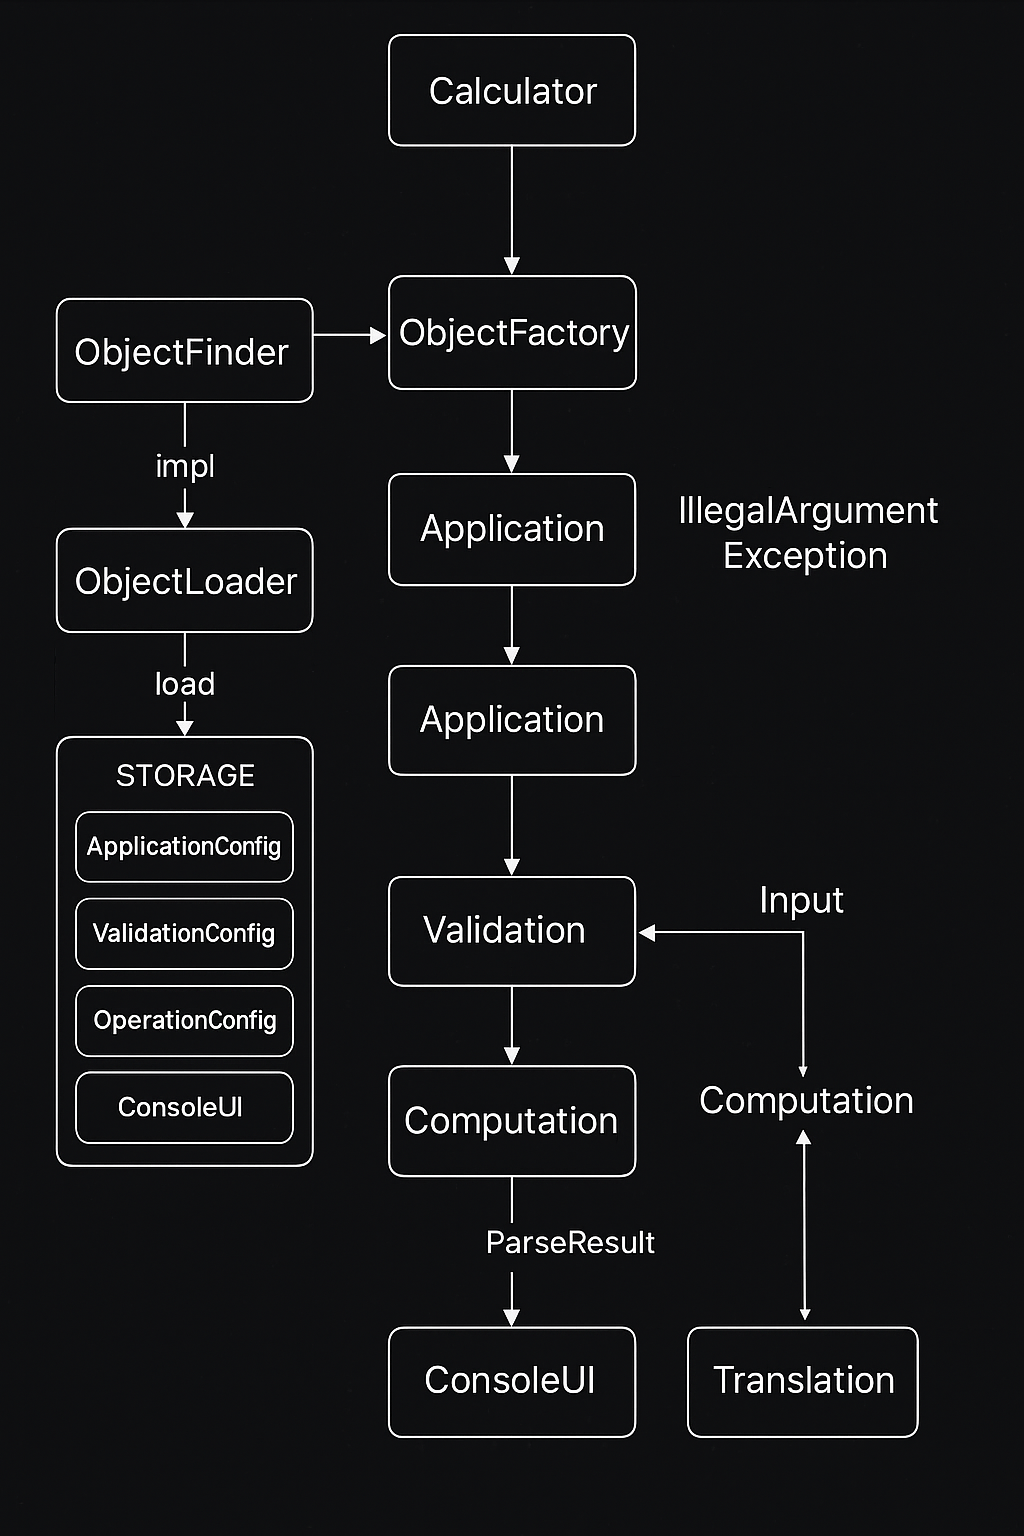 Calculator
ObjectFinder
ObjectFactory
impl
Application
IllegalArgument
Exception
ObjectLoader
load
Application
STORAGE
ApplicationConfig
ValidationConfig
OperationConfig
ConsoleUI
Validation
Input
Computation
Computation
ParseResult
ConsoleUI
Translation